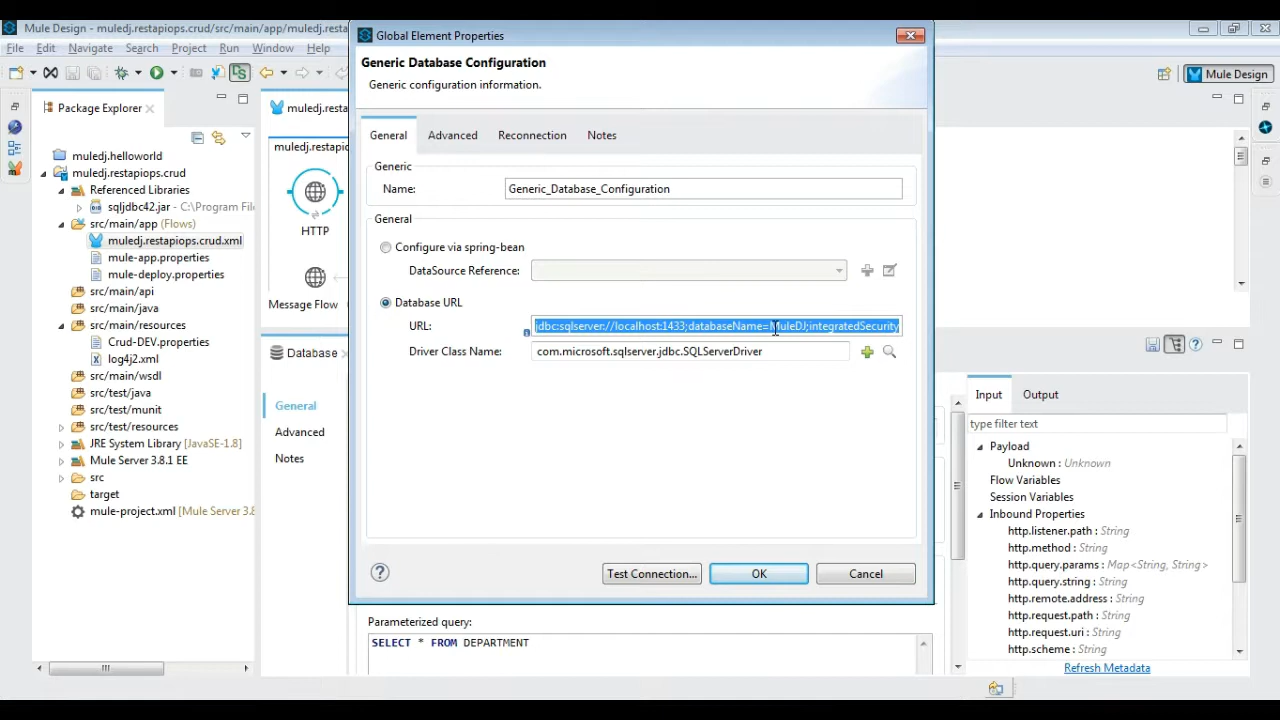 Mule Design - muledj.restapiops.crud/src/main/app/muledj.resta
File Edit Navigate Search Project Run Window Help
Mule Design
Package Explorer
muledj.helloworld
muledj.restapiops.crud
Referenced Libraries
sqljdbc42.jar - C:\Program File
src/main/app (Flows)
muledj.restapiops.crud.xml
mule-app.properties
mule-deploy.properties
src/main/api
src/main/java
src/main/resources
Crud-DEV.properties
log4j2.xml
src/main/wsdl
src/test/java
src/test/munit
src/test/resources
JRE System Library [JavaSE-1.8]
Mule Server 3.8.1 EE
src
target
mule-project.xml [Mule Server 3.8
muledj.resta
muledj.restapio
HTTP
Message Flow
Database
General
Advanced
Notes
Global Element Properties
Generic Database Configuration
Generic configuration information.
General Advanced Reconnection Notes
Generic
Name: Generic_Database_Configuration
General
Configure via spring-bean
DataSource Reference:
Database URL
URL: jdbc:sqlserver://localhost:1433;databaseName=MuleDJ;integratedSecurity
Driver Class Name: com.microsoft.sqlserver.jdbc.SQLServerDriver
Test Connection... OK Cancel
Parameterized query:
SELECT * FROM DEPARTMENT
Input Output
type filter text
Payload
Unknown : Unknown
Flow Variables
Session Variables
Inbound Properties
http.listener.path : String
http.method : String
http.query.params : Map<String, String>
http.query.string : String
http.remote.address : String
http.request.path : String
http.request.uri : String
http.scheme : String
Refresh Metadata